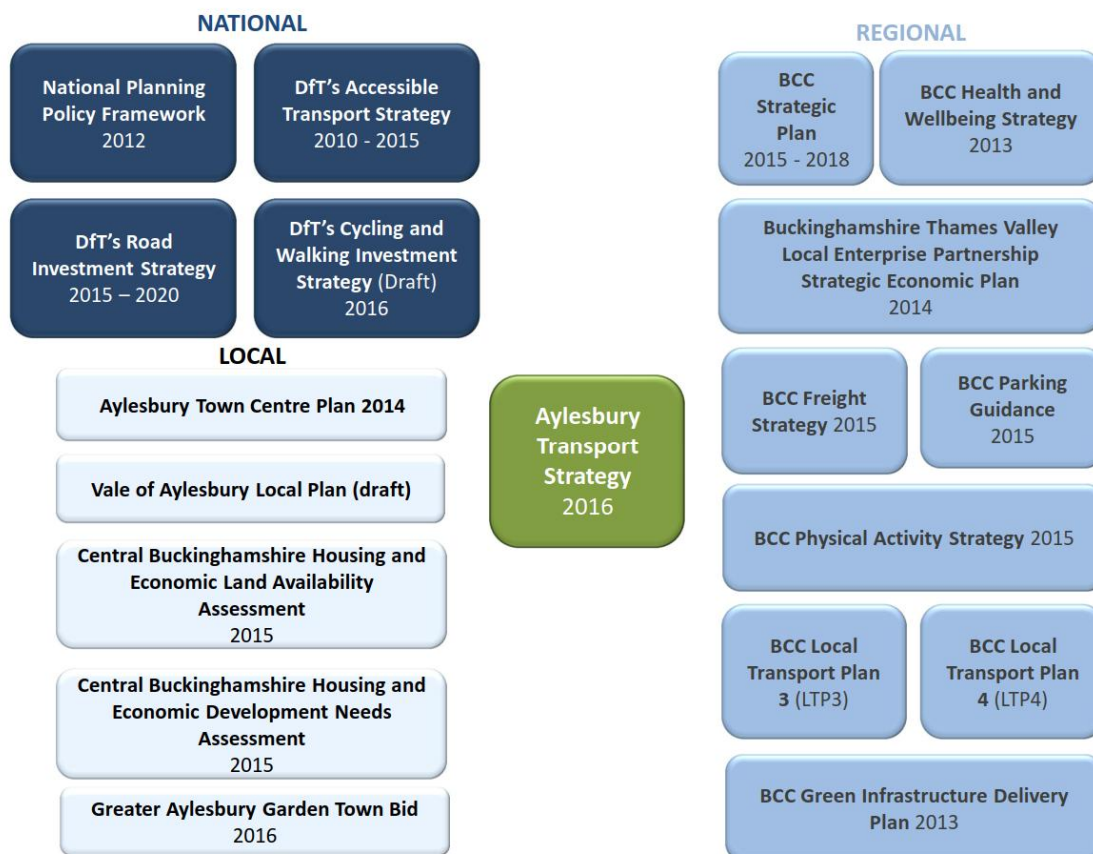 NATIONAL
National Planning
Policy Framework
2012
DfT's Accessible
Transport Strategy
2010 - 2015
DfT's Road
Investment Strategy
2015 – 2020
DfT's Cycling and
Walking Investment
Strategy (Draft)
2016
LOCAL
Aylesbury Town Centre Plan 2014
Vale of Aylesbury Local Plan (draft)
Central Buckinghamshire Housing and
Economic Land Availability
Assessment
2015
Central Buckinghamshire Housing and
Economic Development Needs
Assessment
2015
Greater Aylesbury Garden Town Bid
2016
Aylesbury
Transport
Strategy
2016
REGIONAL
BCC
Strategic
Plan
2015 - 2018
BCC Health and
Wellbeing Strategy
2013
Buckinghamshire Thames Valley
Local Enterprise Partnership
Strategic Economic Plan
2014
BCC Freight
Strategy 2015
BCC Parking
Guidance
2015
BCC Physical Activity Strategy 2015
BCC Local
Transport Plan
3 (LTP3)
BCC Local
Transport Plan
4 (LTP4)
BCC Green Infrastructure Delivery
Plan 2013